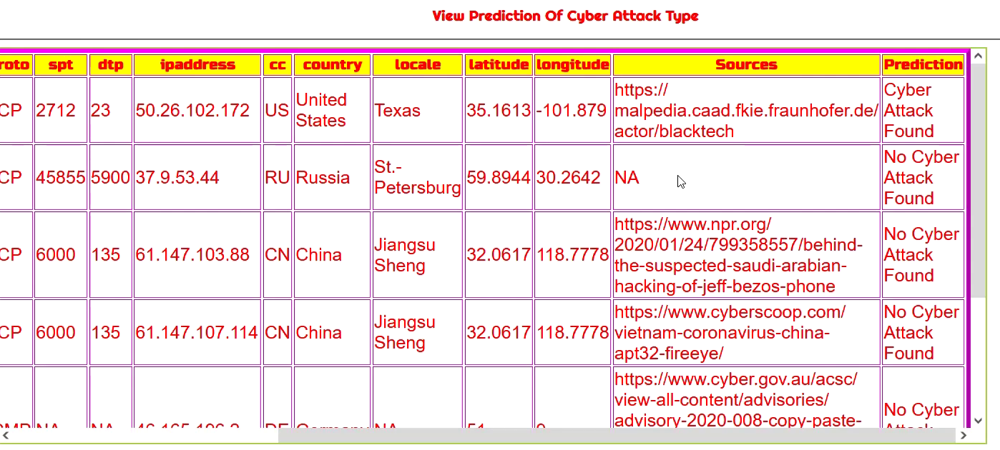 View Prediction Of Cyber Attack Type
roto spt dtp ipaddress cc country locale latitude longitude Sources Prediction
CP 2712 23 50.26.102.172 US United States Texas 35.1613 -101.879 https://malpedia.caad.fkie.fraunhofer.de/actor/blacktech Cyber Attack Found
CP 45855 5900 37.9.53.44 RU Russia St.-Petersburg 59.8944 30.2642 NA No Cyber Attack Found
CP 6000 135 61.147.103.88 CN China Jiangsu Sheng 32.0617 118.7778 https://www.npr.org/2020/01/24/799358557/behind-the-suspected-saudi-arabian-hacking-of-jeff-bezos-phone No Cyber Attack Found
CP 6000 135 61.147.107.114 CN China Jiangsu Sheng 32.0617 118.7778 https://www.cyberscoop.com/vietnam-coronavirus-china-apt32-fireeye/ No Cyber Attack Found
NA NA DE Germany NA 51 9 https://www.cyber.gov.au/acsc/view-all-content/advisories/advisory-2020-008-copy-paste- No Cyber Attack